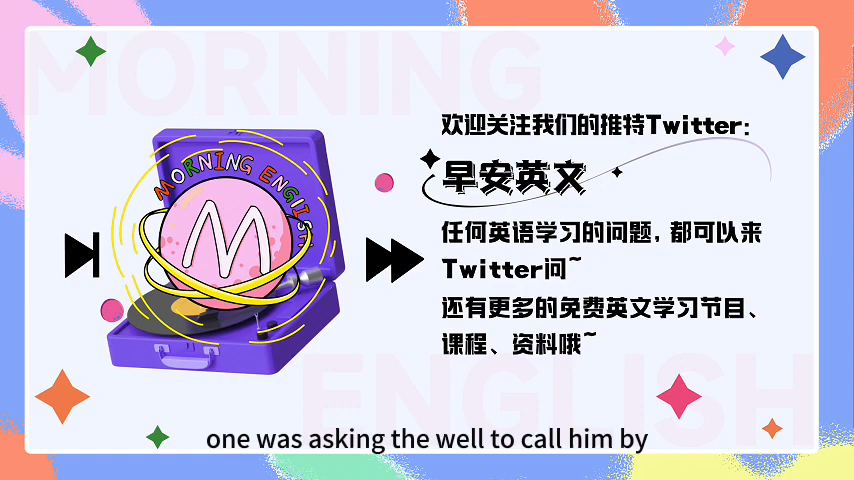 MORNING
欢迎关注我们的推特Twitter:
早安英文
MORNING ENGLISH
M
任何英语学习的问题, 都可以来
Twitter问~
还有更多的免费英文学习节目、
课程、资料哦~
ENGLISH
one was asking the well to call him by